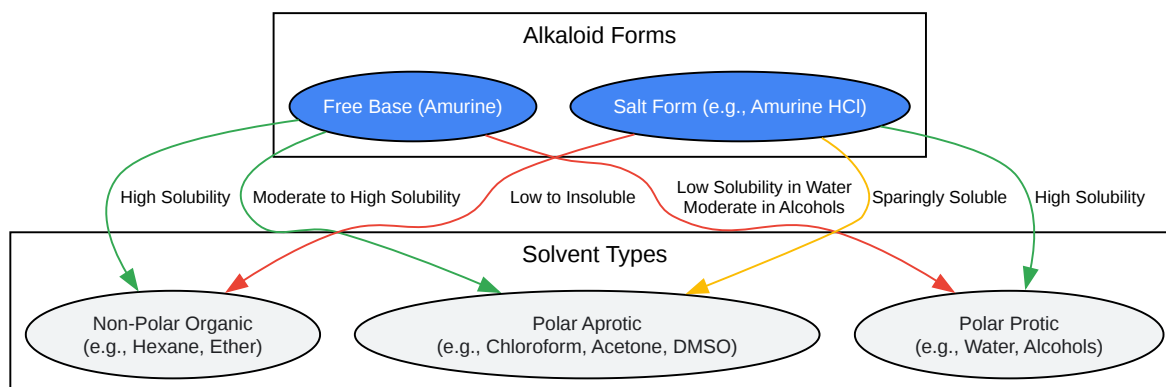 Alkaloid Forms
Free Base (Amurine)
Salt Form (e.g., Amurine HCl)
High Solubility
Moderate to High Solubility
Low to Insoluble
Low Solubility in Water
Moderate in Alcohols
Sparingly Soluble
High Solubility
Solvent Types
Non-Polar Organic
(e.g., Hexane, Ether)
Polar Aprotic
(e.g., Chloroform, Acetone, DMSO)
Polar Protic
(e.g., Water, Alcohols)